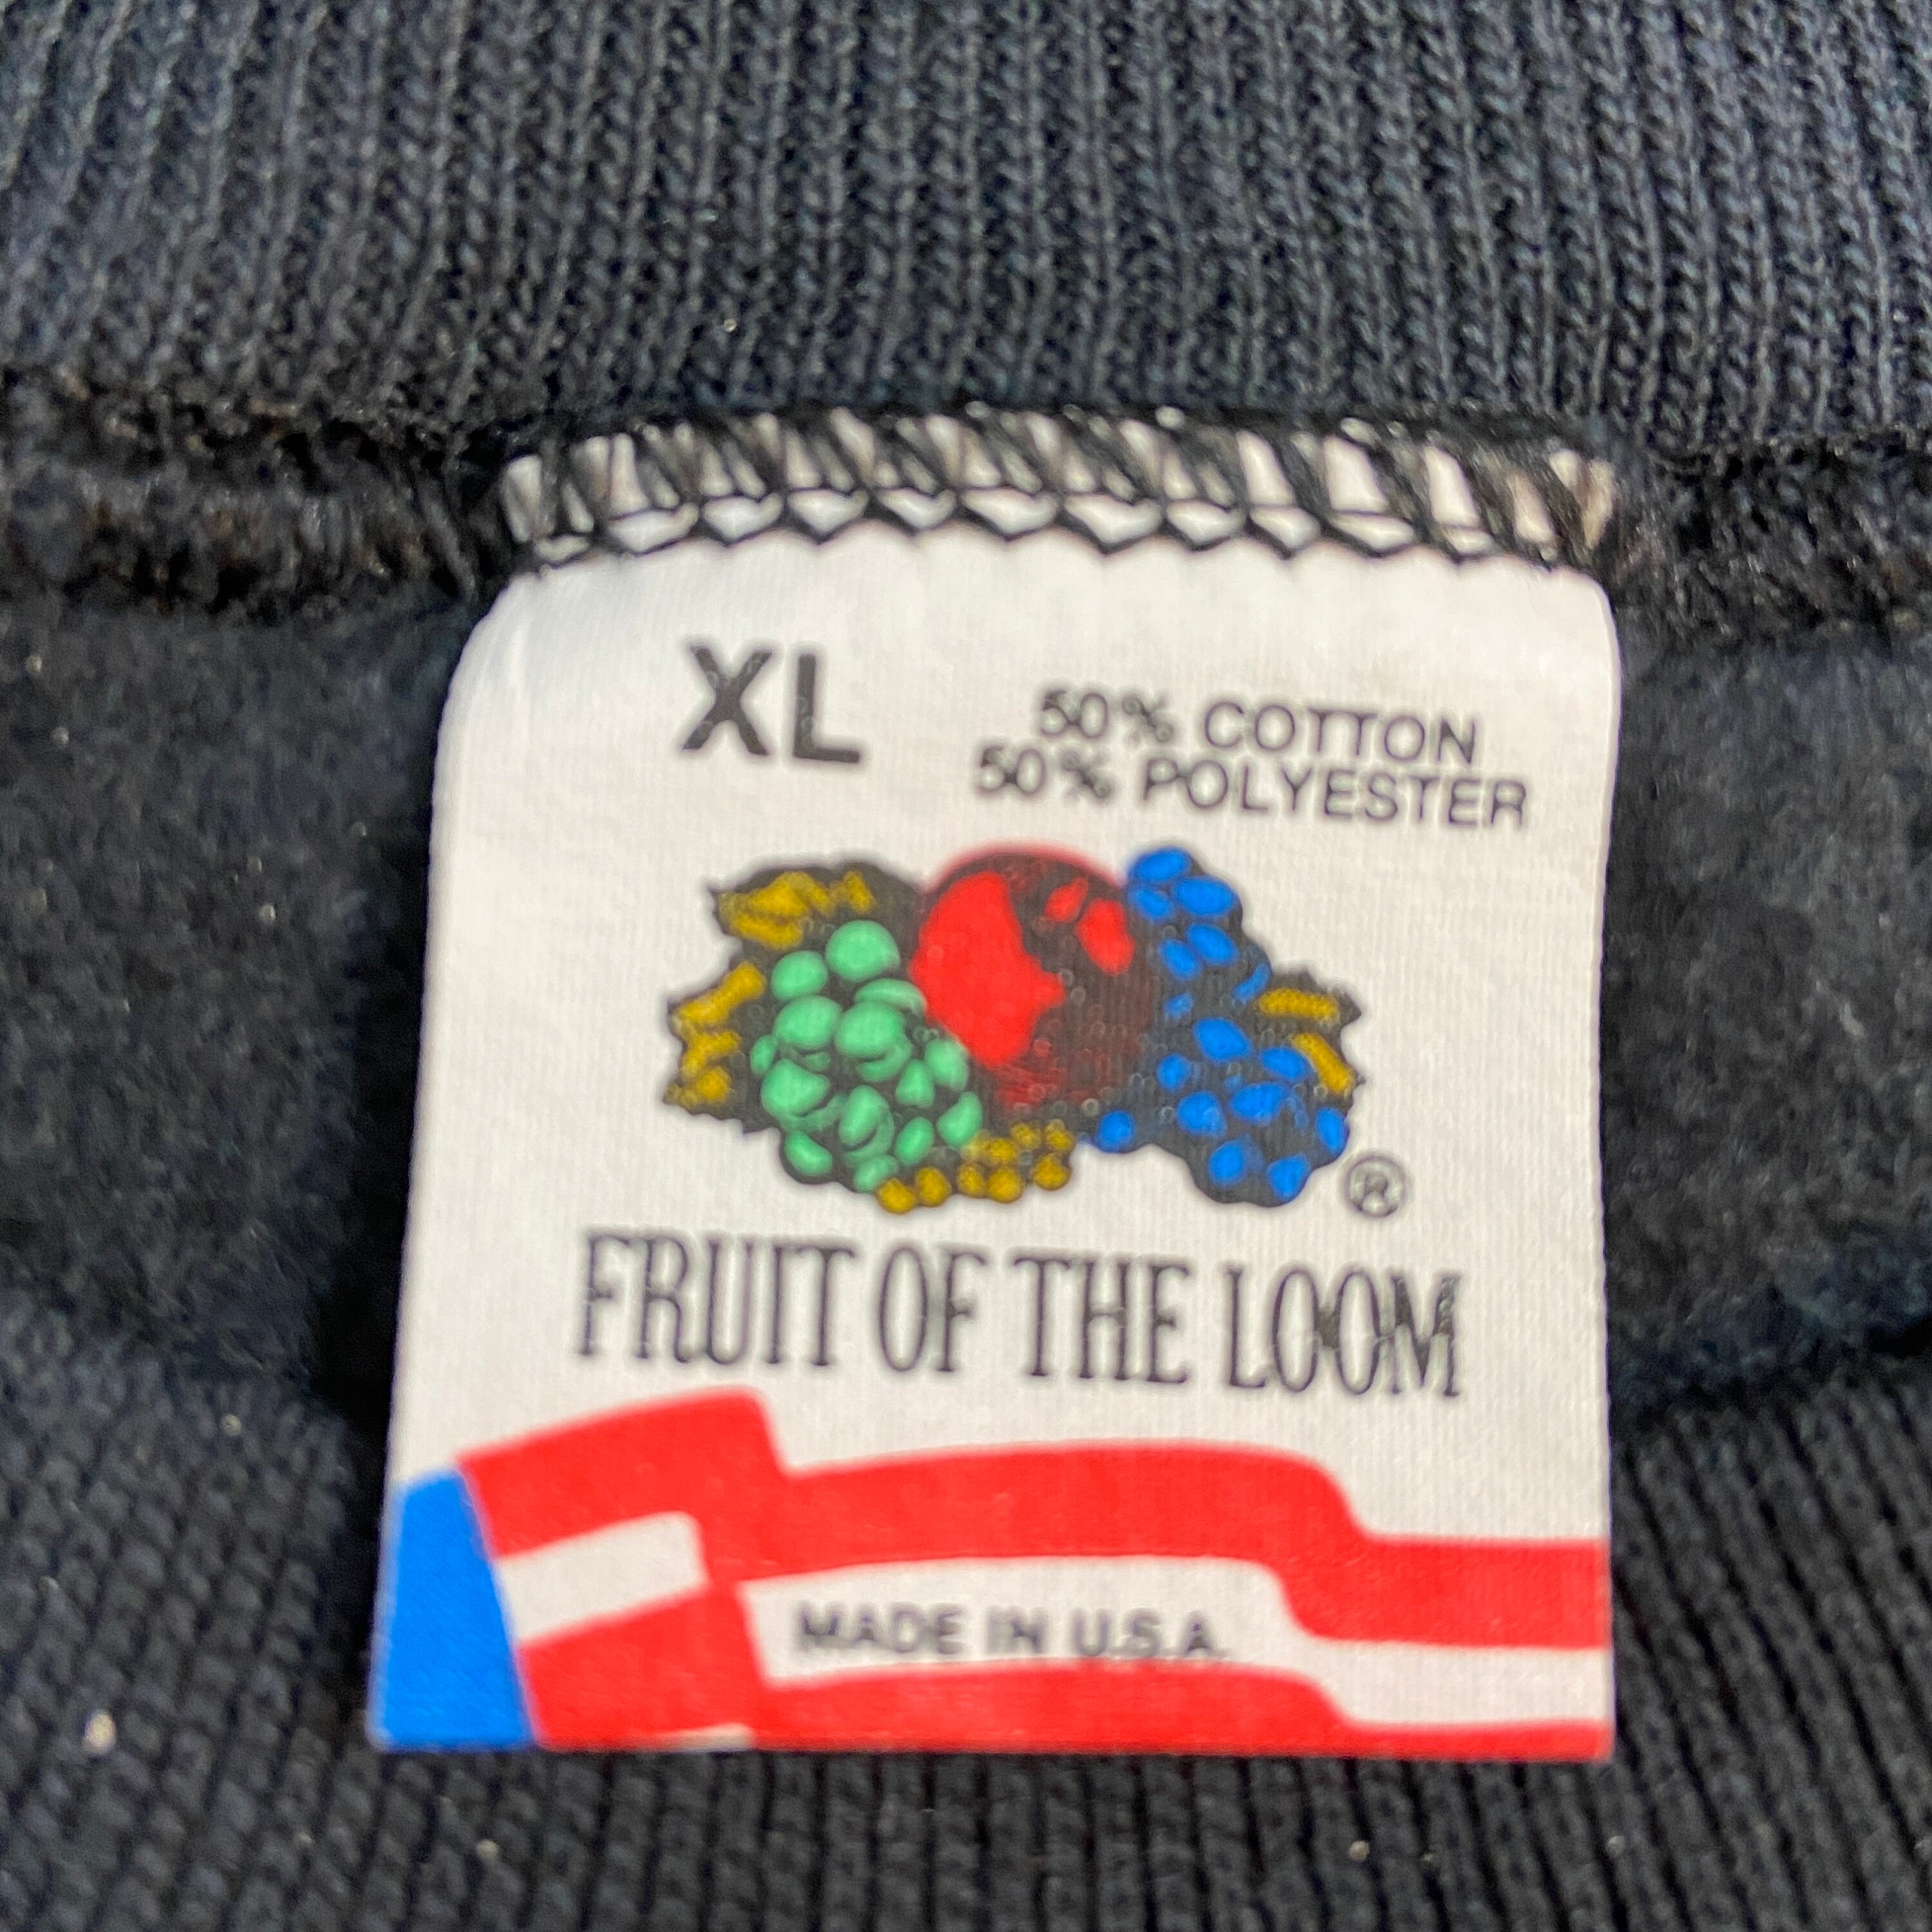 XL
50% COTTON
50% POLYESTER
®
FRUIT OF THE LOOM
MADE IN U.S.A.